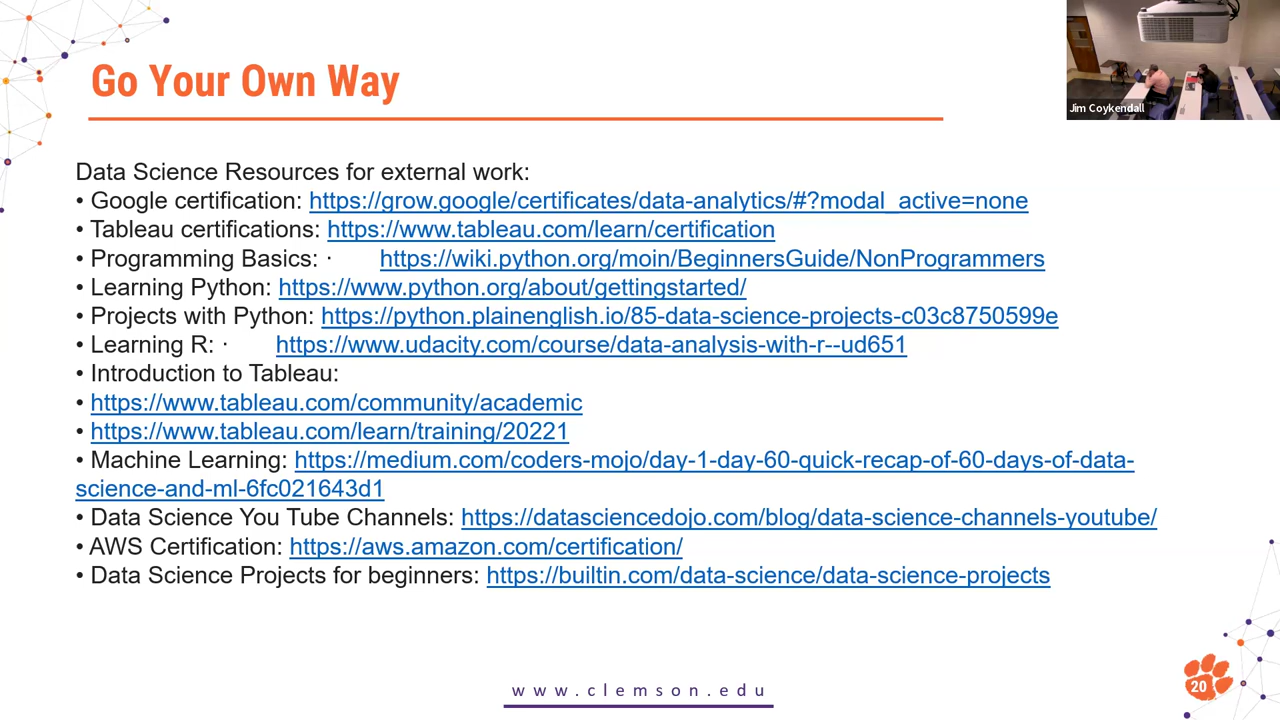 Go Your Own Way
Jim Coykendall
Data Science Resources for external work:
• Google certification: https://grow.google/certificates/data-analytics/#?modal_active=none
• Tableau certifications: https://www.tableau.com/learn/certification
• Programming Basics: · https://wiki.python.org/moin/BeginnersGuide/NonProgrammers
• Learning Python: https://www.python.org/about/gettingstarted/
• Projects with Python: https://python.plainenglish.io/85-data-science-projects-c03c8750599e
• Learning R: · https://www.udacity.com/course/data-analysis-with-r--ud651
• Introduction to Tableau:
• https://www.tableau.com/community/academic
• https://www.tableau.com/learn/training/20221
• Machine Learning: https://medium.com/coders-mojo/day-1-day-60-quick-recap-of-60-days-of-data-
science-and-ml-6fc021643d1
• Data Science You Tube Channels: https://datasciencedojo.com/blog/data-science-channels-youtube/
• AWS Certification: https://aws.amazon.com/certification/
• Data Science Projects for beginners: https://builtin.com/data-science/data-science-projects
www.clemson.edu
20